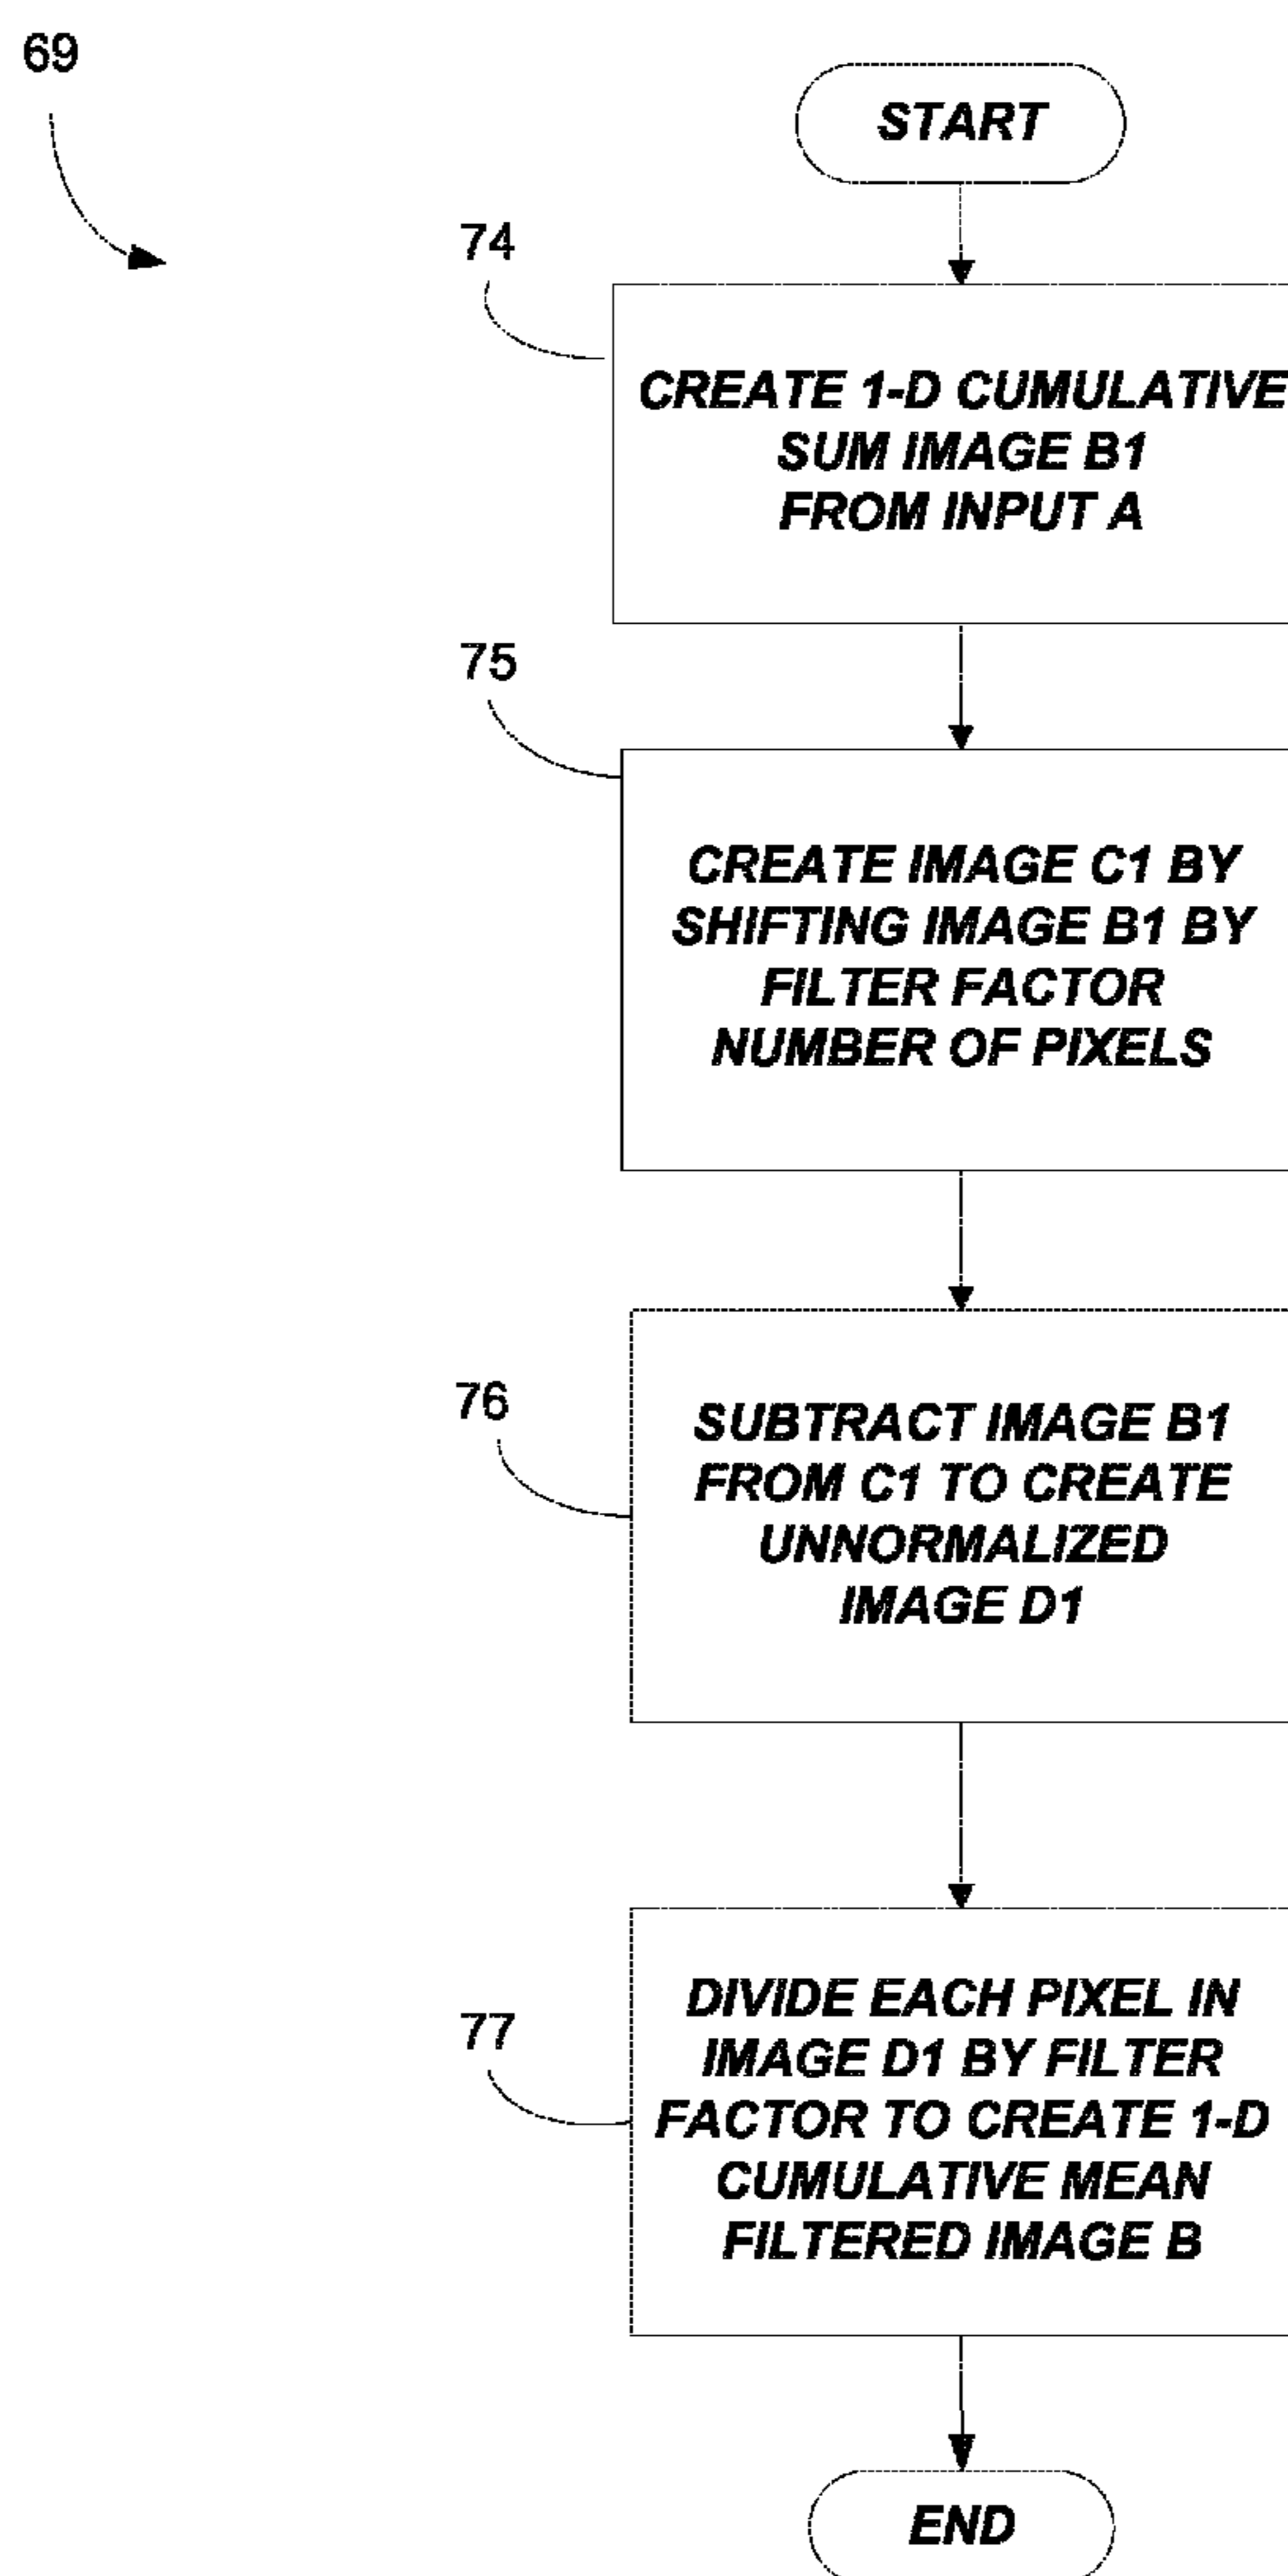 69
START
74
CREATE 1-D CUMULATIVE
SUM IMAGE B1
FROM INPUT A
75
CREATE IMAGE C1 BY
SHIFTING IMAGE B1 BY
FILTER FACTOR
NUMBER OF PIXELS
76
SUBTRACT IMAGE B1
FROM C1 TO CREATE
UNNORMALIZED
IMAGE D1
77
DIVIDE EACH PIXEL IN
IMAGE D1 BY FILTER
FACTOR TO CREATE 1-D
CUMULATIVE MEAN
FILTERED IMAGE B
END